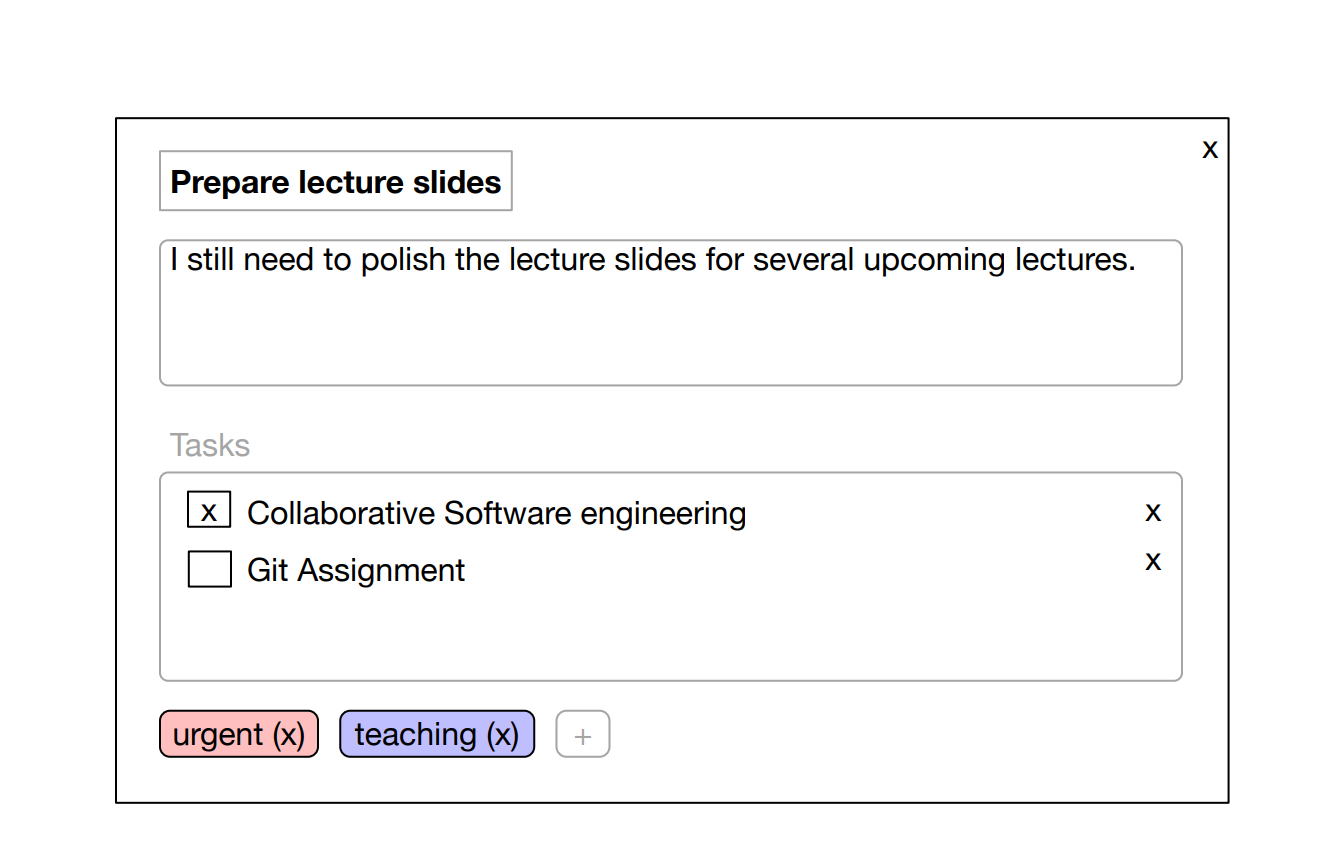 x
Prepare lecture slides
I still need to polish the lecture slides for several upcoming lectures.
Tasks
x Collaborative Software engineering x
Git Assignment x
urgent (x) teaching (x) +